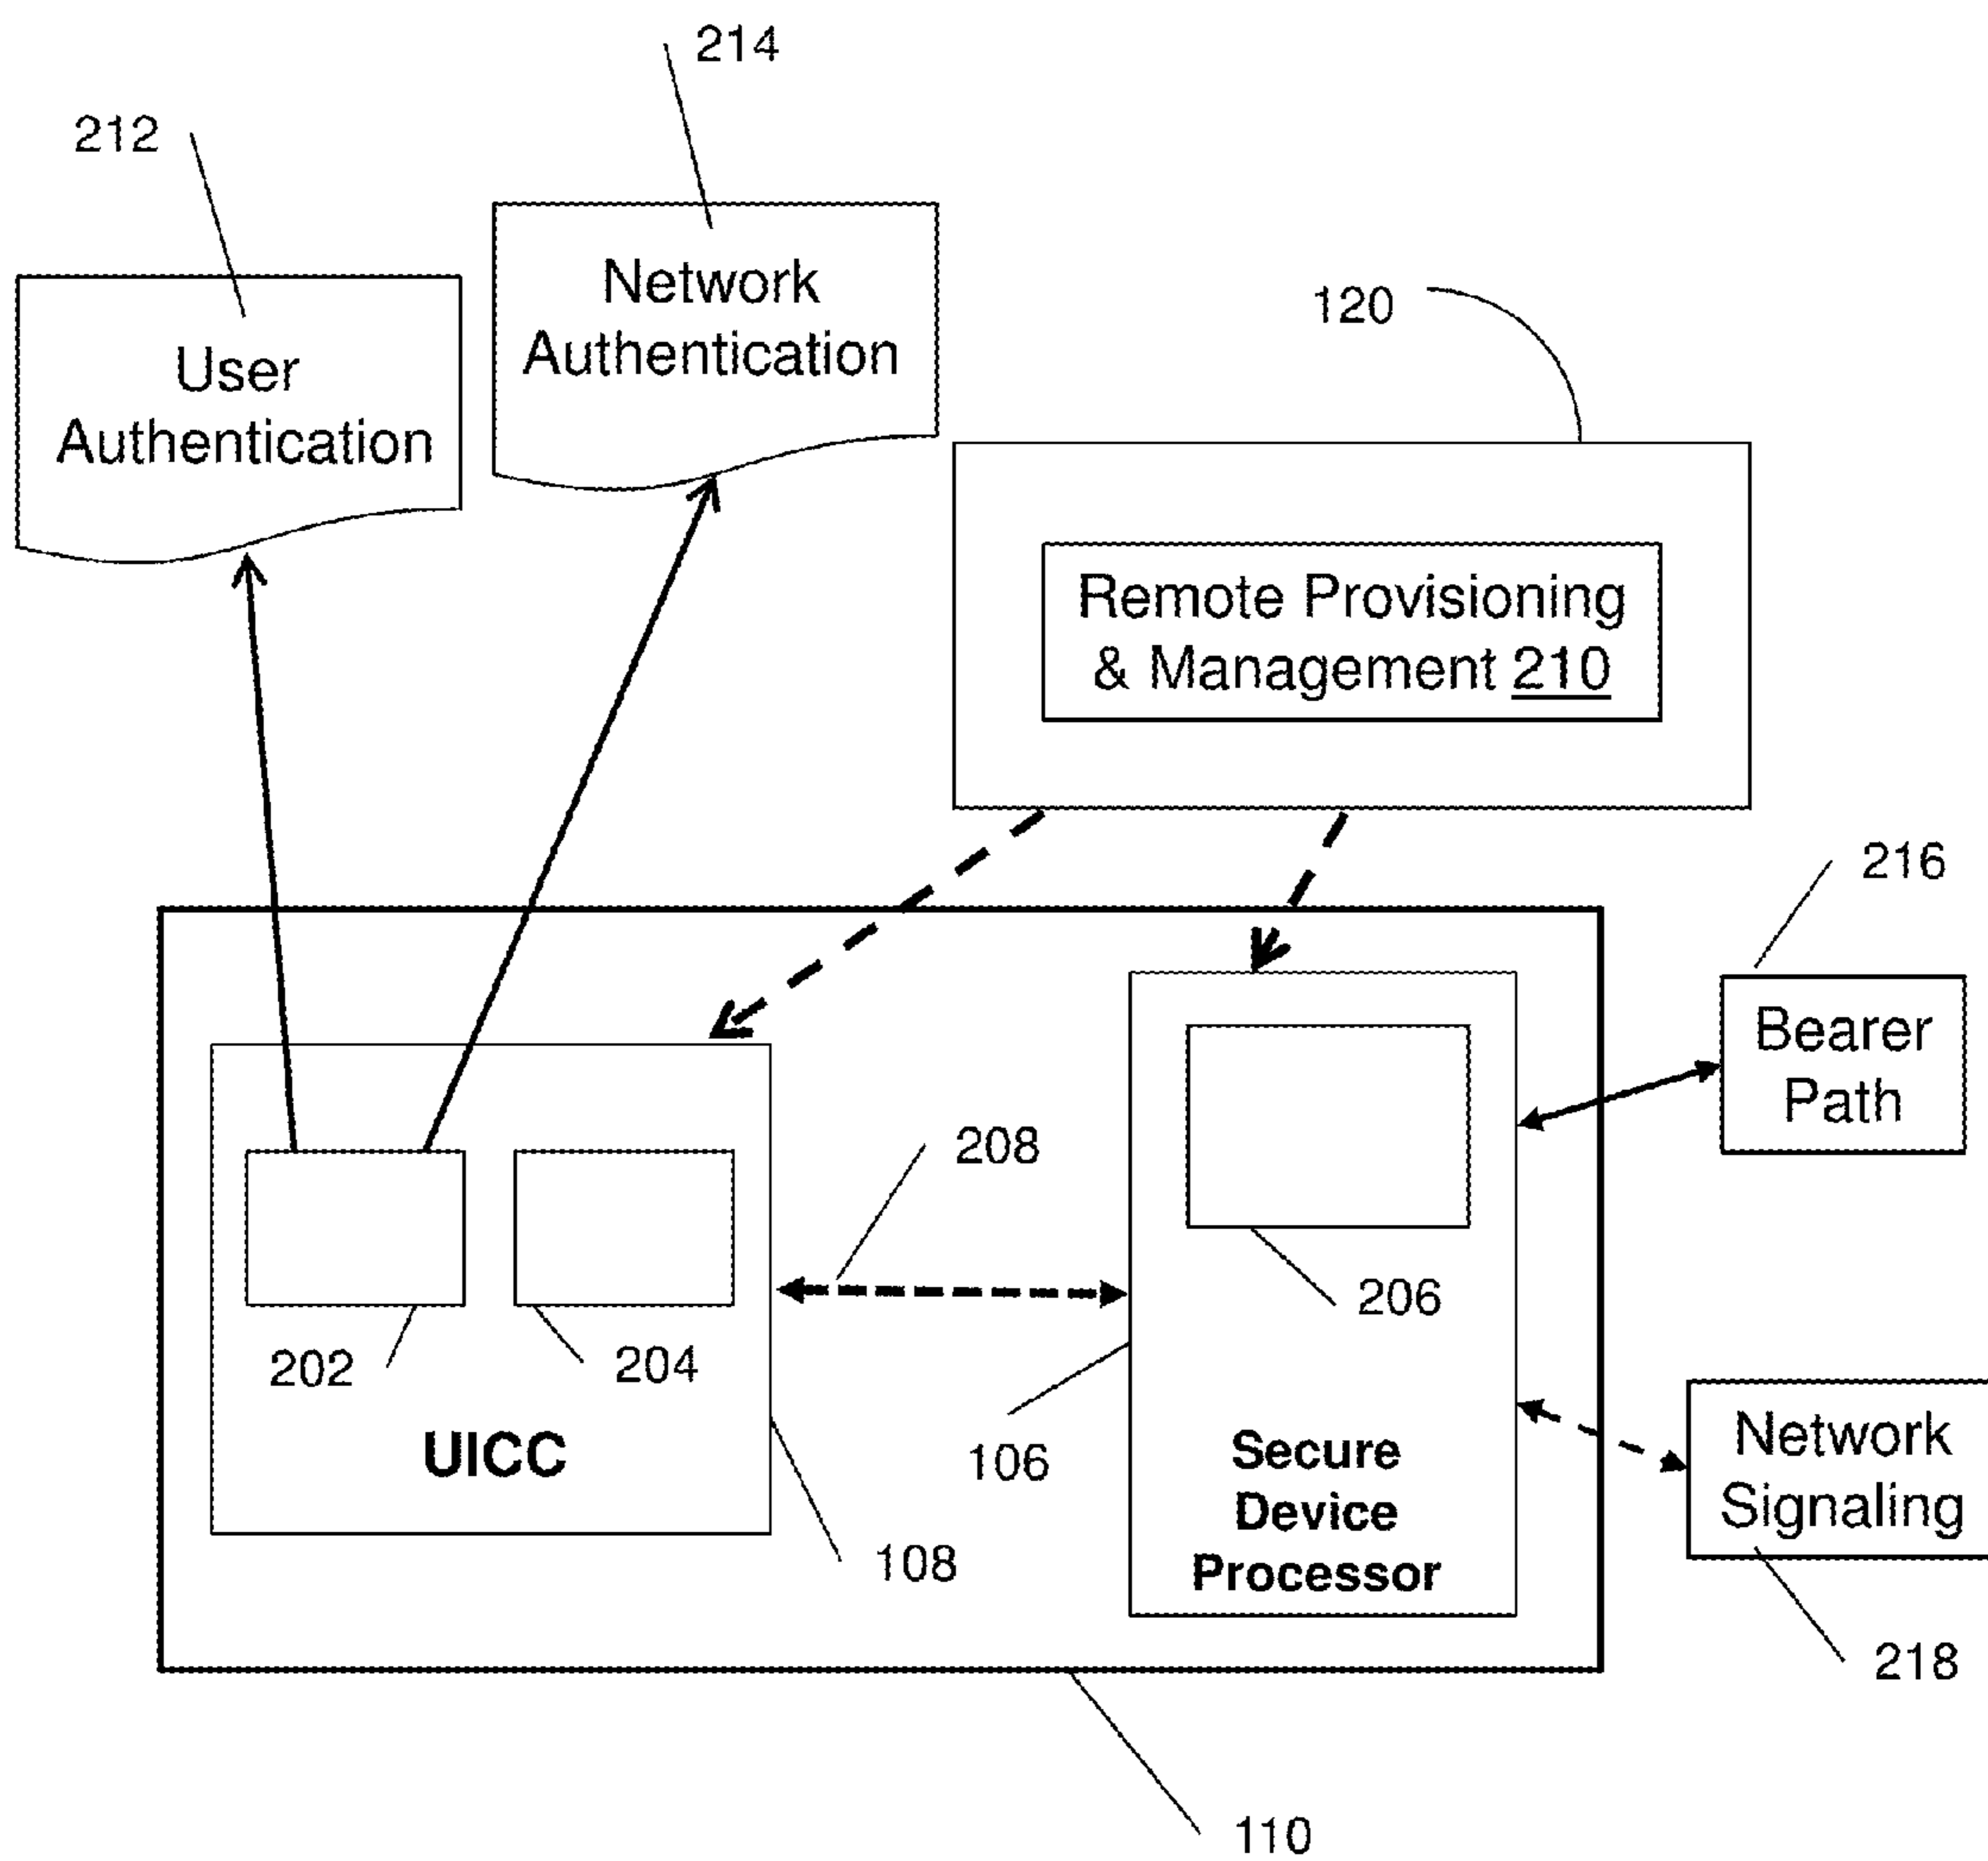 214
212
Network
Authentication
User
Authentication
120
Remote Provisioning
& Management 210
216
Bearer
Path
208
206
202
204
UICC
106
Secure
Device
Processor
Network
Signaling
108
218
110